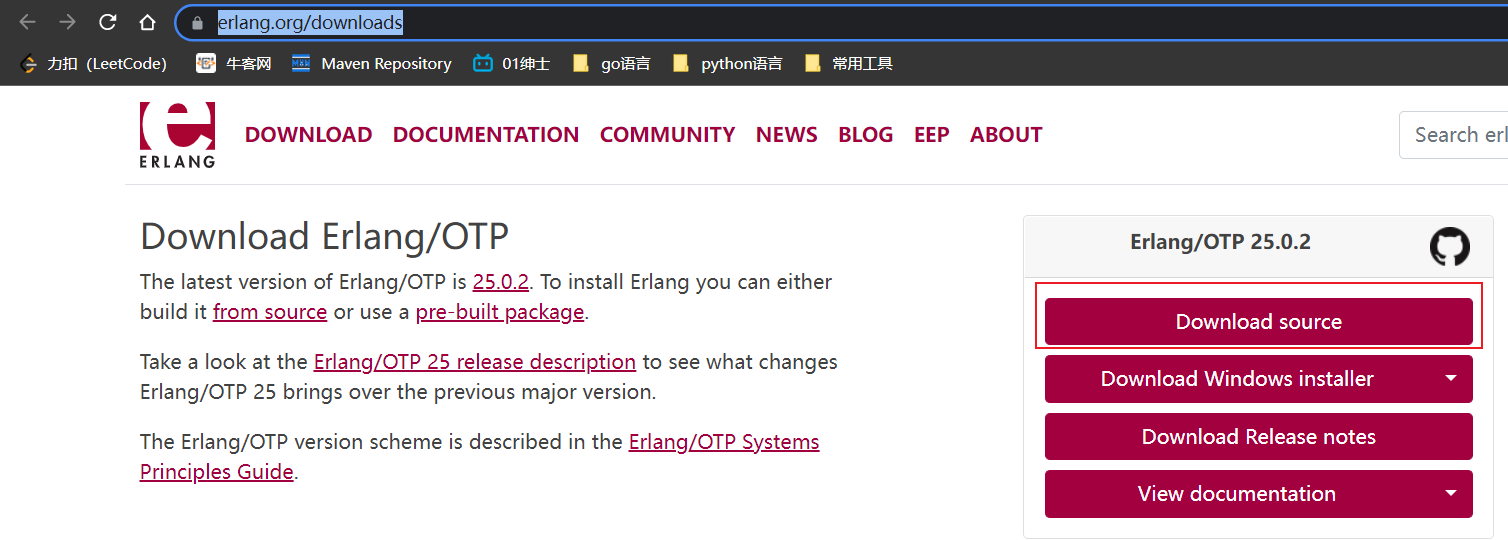 erlang.org/downloads
力扣（LeetCode） 牛客网 Maven Repository 01绅士 go语言 python语言 常用工具
ERLANG
DOWNLOAD DOCUMENTATION COMMUNITY NEWS BLOG EEP ABOUT
Search erl
Download Erlang/OTP
The latest version of Erlang/OTP is 25.0.2. To install Erlang you can either
build it from source or use a pre-built package.
Take a look at the Erlang/OTP 25 release description to see what changes
Erlang/OTP 25 brings over the previous major version.
The Erlang/OTP version scheme is described in the Erlang/OTP Systems
Principles Guide.
Erlang/OTP 25.0.2
Download source
Download Windows installer
Download Release notes
View documentation